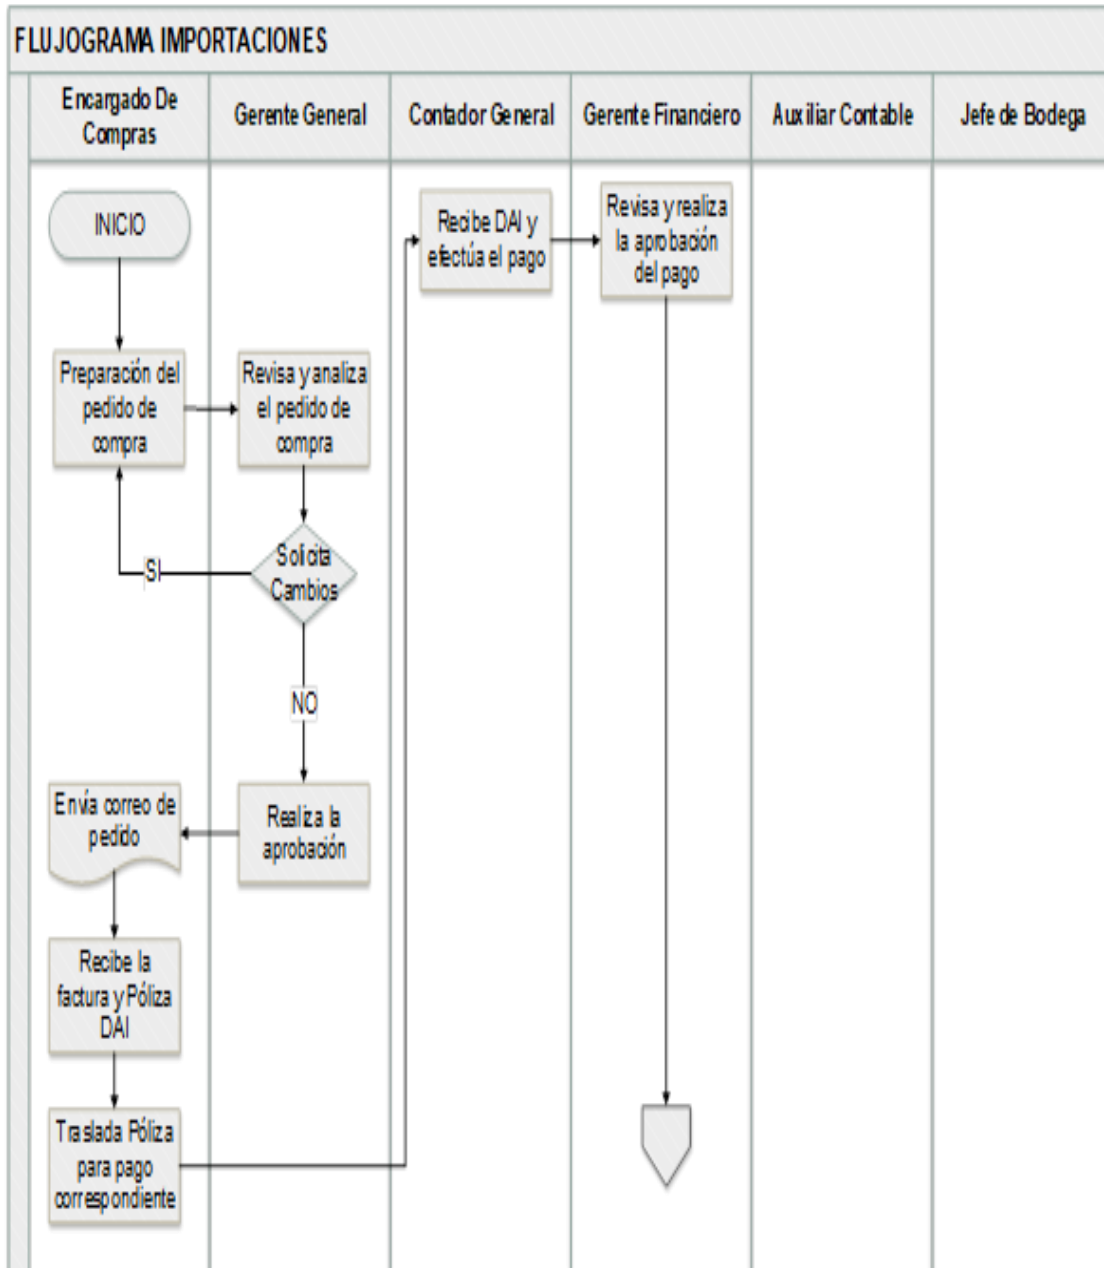 FLUJOGRAMA IMPORTACIONES
Encargado De
Compras
Gerente General
Contador General
Gerente Financiero
Auxiliar Contable
Jefe de Bodega
INICIO
Preparación del
pedido de
compra
Revisa y analiza
el pedido de
compra
Solicita
Cambios
SI
NO
Realiza la
aprobación
Envía correo de
pedido
Recibe la
factura y Póliza
DAI
Traslada Póliza
para pago
correspondiente
Recibe DAI y
efectúa el pago
Revisa y realiza
la aprobación
del pago